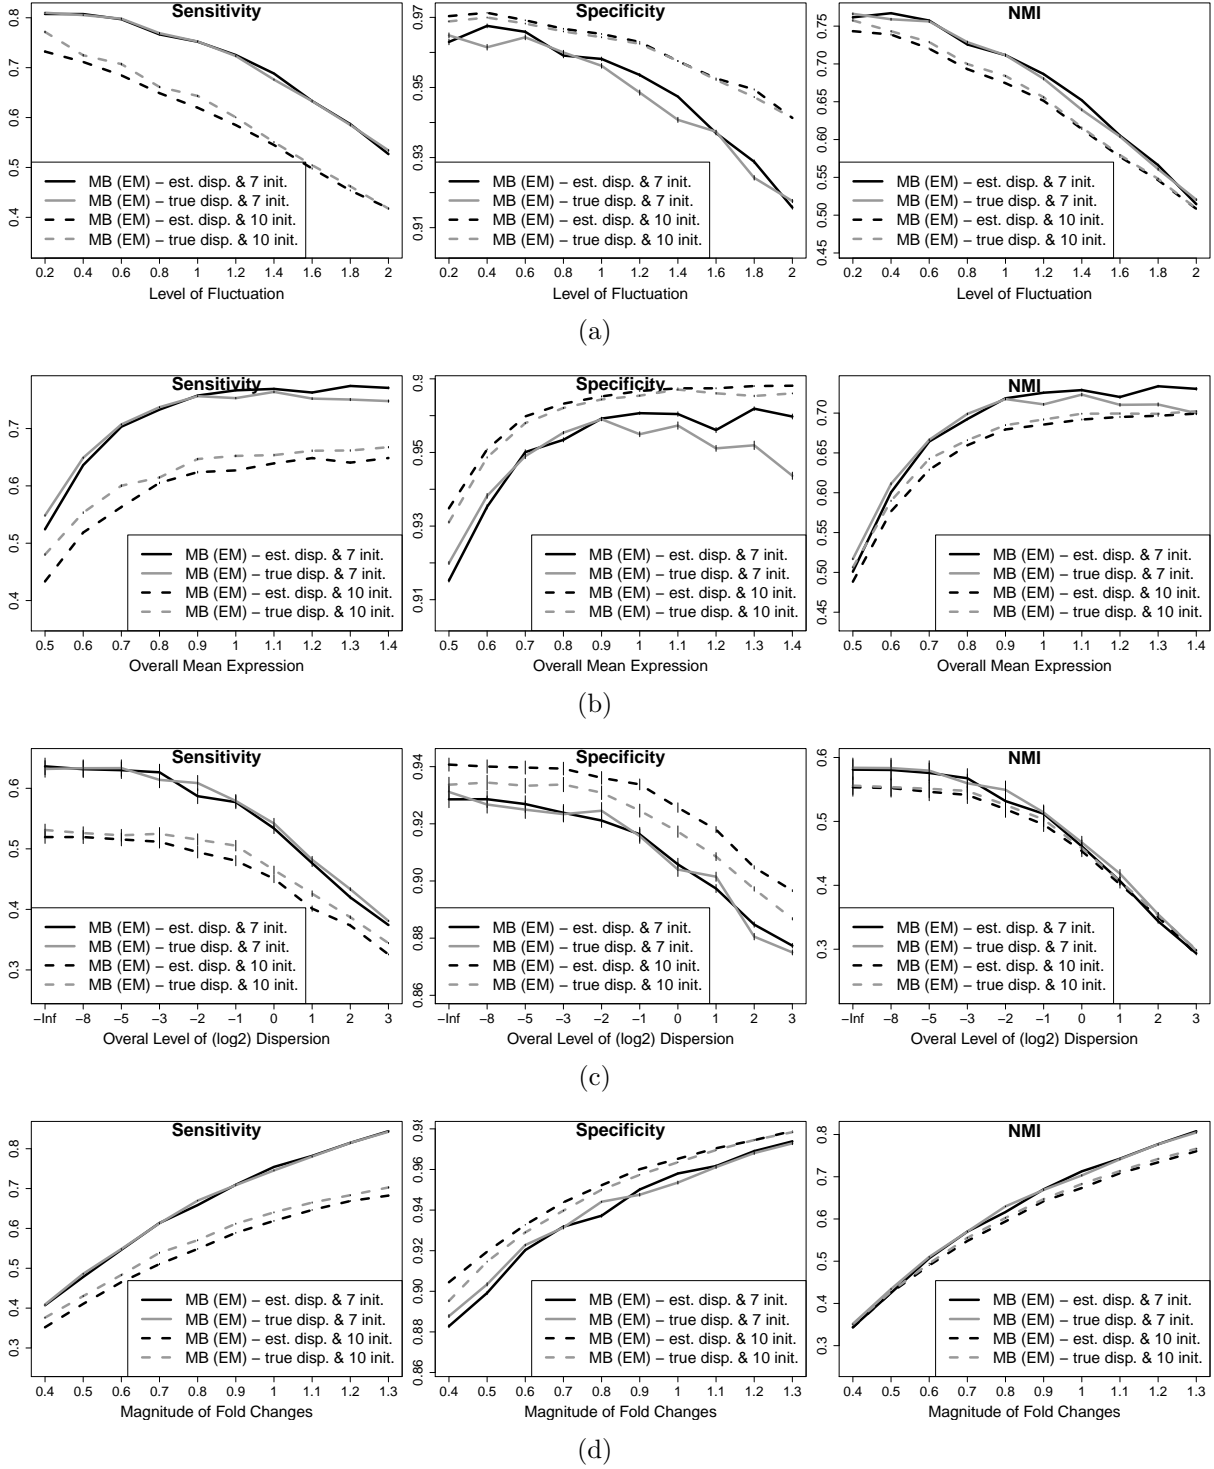 Sensitivity
0.4 0.5 0.6 0.7 0.8
MB (EM) – est. disp. & 7 init.
MB (EM) – true disp. & 7 init.
MB (EM) – est. disp. & 10 init.
MB (EM) – true disp. & 10 init.
0.2 0.4 0.6 0.8 1 1.2 1.4 1.6 1.8 2
Level of Fluctuation
Specificity
0.91 0.93 0.95 0.97
MB (EM) – est. disp. & 7 init.
MB (EM) – true disp. & 7 init.
MB (EM) – est. disp. & 10 init.
MB (EM) – true disp. & 10 init.
0.2 0.4 0.6 0.8 1 1.2 1.4 1.6 1.8 2
Level of Fluctuation
NMI
0.45 0.50 0.55 0.60 0.65 0.70 0.75
MB (EM) – est. disp. & 7 init.
MB (EM) – true disp. & 7 init.
MB (EM) – est. disp. & 10 init.
MB (EM) – true disp. & 10 init.
0.2 0.4 0.6 0.8 1 1.2 1.4 1.6 1.8 2
Level of Fluctuation
(a)
Sensitivity
0.4 0.5 0.6 0.7
MB (EM) – est. disp. & 7 init.
MB (EM) – true disp. & 7 init.
MB (EM) – est. disp. & 10 init.
MB (EM) – true disp. & 10 init.
0.5 0.6 0.7 0.8 0.9 1 1.1 1.2 1.3 1.4
Overall Mean Expression
Specificity
0.91 0.93 0.95 0.9
MB (EM) – est. disp. & 7 init.
MB (EM) – true disp. & 7 init.
MB (EM) – est. disp. & 10 init.
MB (EM) – true disp. & 10 init.
0.5 0.6 0.7 0.8 0.9 1 1.1 1.2 1.3 1.4
Overall Mean Expression
NMI
0.45 0.50 0.55 0.60 0.65 0.70
MB (EM) – est. disp. & 7 init.
MB (EM) – true disp. & 7 init.
MB (EM) – est. disp. & 10 init.
MB (EM) – true disp. & 10 init.
0.5 0.6 0.7 0.8 0.9 1 1.1 1.2 1.3 1.4
Overall Mean Expression
(b)
Sensitivity
0.3 0.4 0.5 0.6
MB (EM) – est. disp. & 7 init.
MB (EM) – true disp. & 7 init.
MB (EM) – est. disp. & 10 init.
MB (EM) – true disp. & 10 init.
−Inf −8 −5 −3 −2 −1 0 1 2 3
Overal Level of (log2) Dispersion
Specificity
0.86 0.88 0.90 0.92 0.94
MB (EM) – est. disp. & 7 init.
MB (EM) – true disp. & 7 init.
MB (EM) – est. disp. & 10 init.
MB (EM) – true disp. & 10 init.
−Inf −8 −5 −3 −2 −1 0 1 2 3
Overal Level of (log2) Dispersion
NMI
0.3 0.4 0.5 0.6
MB (EM) – est. disp. & 7 init.
MB (EM) – true disp. & 7 init.
MB (EM) – est. disp. & 10 init.
MB (EM) – true disp. & 10 init.
−Inf −8 −5 −3 −2 −1 0 1 2 3
Overal Level of (log2) Dispersion
(c)
Sensitivity
0.3 0.4 0.5 0.6 0.7 0.8
MB (EM) – est. disp. & 7 init.
MB (EM) – true disp. & 7 init.
MB (EM) – est. disp. & 10 init.
MB (EM) – true disp. & 10 init.
0.4 0.5 0.6 0.7 0.8 0.9 1 1.1 1.2 1.3
Magnitude of Fold Changes
Specificity
0.86 0.88 0.90 0.92 0.94 0.96 0.98
MB (EM) – est. disp. & 7 init.
MB (EM) – true disp. & 7 init.
MB (EM) – est. disp. & 10 init.
MB (EM) – true disp. & 10 init.
0.4 0.5 0.6 0.7 0.8 0.9 1 1.1 1.2 1.3
Magnitude of Fold Changes
NMI
0.3 0.4 0.5 0.6 0.7 0.8
MB (EM) – est. disp. & 7 init.
MB (EM) – true disp. & 7 init.
MB (EM) – est. disp. & 10 init.
MB (EM) – true disp. & 10 init.
0.4 0.5 0.6 0.7 0.8 0.9 1 1.1 1.2 1.3
Magnitude of Fold Changes
(d)